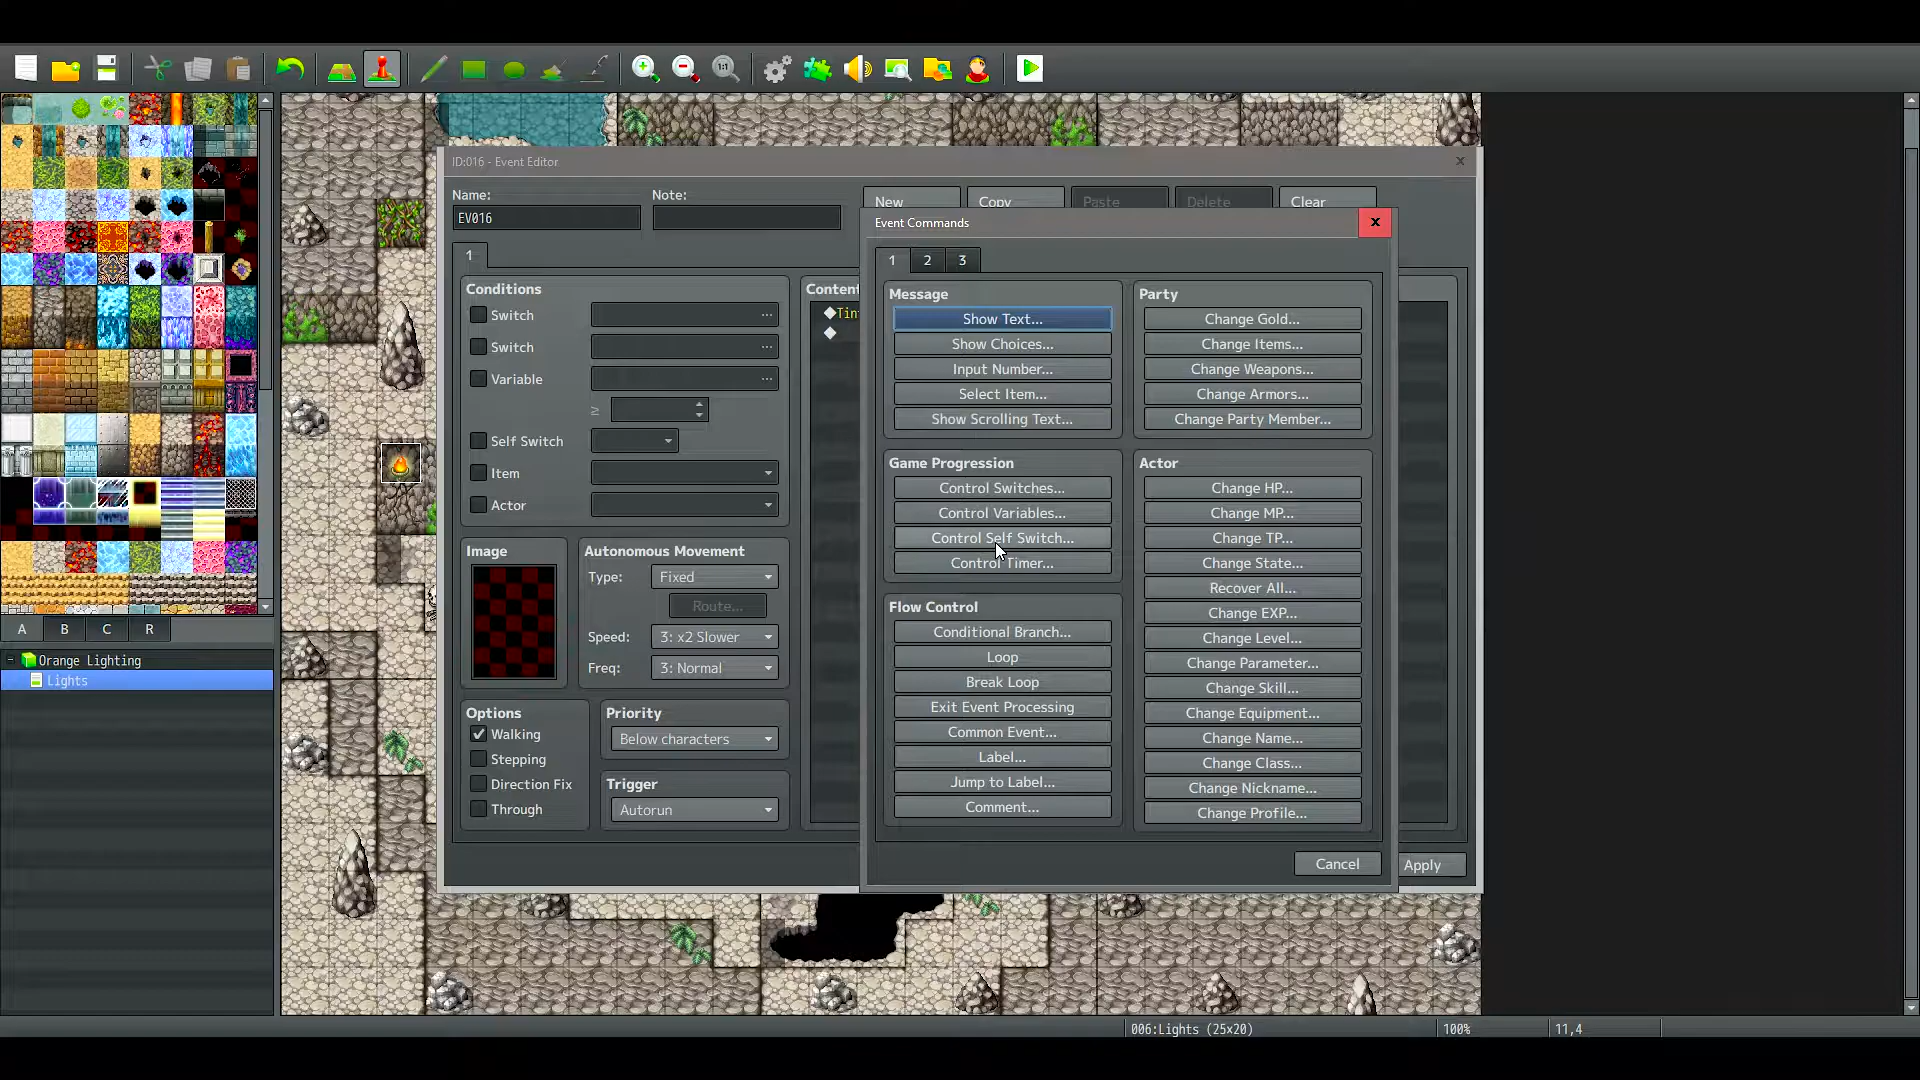 1:1
ID:016 - Event Editor
Name:
Note:
EV016
New
Copy
Paste
Delete
Clear
1
Conditions
Switch
...
Switch
...
Variable
...
≥
Self Switch
Item
Actor
Image
Autonomous Movement
Type:
Fixed
Route...
Speed:
3: x2 Slower
Freq:
3: Normal
Options
Walking
Stepping
Direction Fix
Through
Priority
Below characters
Trigger
Autorun
Content
◆Tin
◆
Event Commands
1
2
3
Message
Show Text...
Show Choices...
Input Number...
Select Item...
Show Scrolling Text...
Game Progression
Control Switches...
Control Variables...
Control Self Switch...
Control Timer...
Flow Control
Conditional Branch...
Loop
Break Loop
Exit Event Processing
Common Event...
Label...
Jump to Label...
Comment...
Party
Change Gold...
Change Items...
Change Weapons...
Change Armors...
Change Party Member...
Actor
Change HP...
Change MP...
Change TP...
Change State...
Recover All...
Change EXP...
Change Level...
Change Parameter...
Change Skill...
Change Equipment...
Change Name...
Change Class...
Change Nickname...
Change Profile...
Cancel
Apply
A
B
C
R
Orange Lighting
Lights
006:Lights (25x20)
100%
11,4